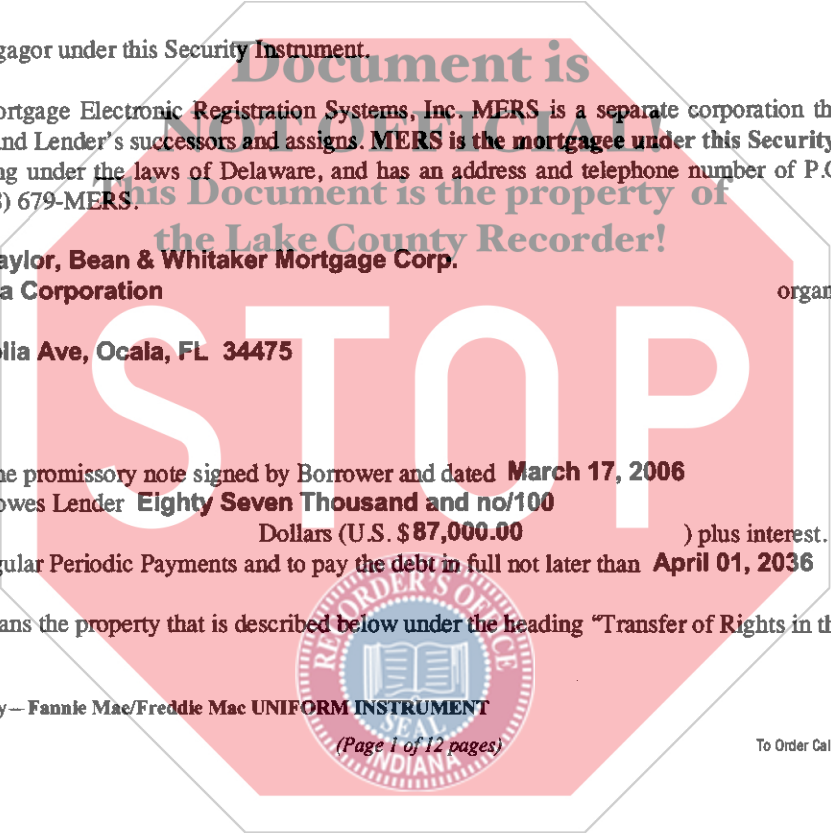 gagor under this Security Instrument.
Document is
ortgage Electronic Registration Systems, Inc. MERS is a separate corporation th
NOT OFFICIAL!
and Lender's successors and assigns. MERS is the mortgagee under this Security
ng under the laws of Delaware, and has an address and telephone number of P.O
This Document is the property of
) 679-MERS.
the Lake County Recorder!
aylor, Bean & Whitaker Mortgage Corp.
a Corporation organ
lia Ave, Ocala, FL 34475
STOP
he promissory note signed by Borrower and dated March 17, 2006
owes Lender Eighty Seven Thousand and no/100
Dollars (U.S. $ 87,000.00 ) plus interest.
gular Periodic Payments and to pay the debt in full not later than April 01, 2036
RECORDER'S OFFICE
ans the property that is described below under the heading "Transfer of Rights in th
y—Fannie Mae/Freddie Mac UNIFORM INSTRUMENT
SEAL
(Page 1 of 12 pages)
To Order Cal
INDIANA